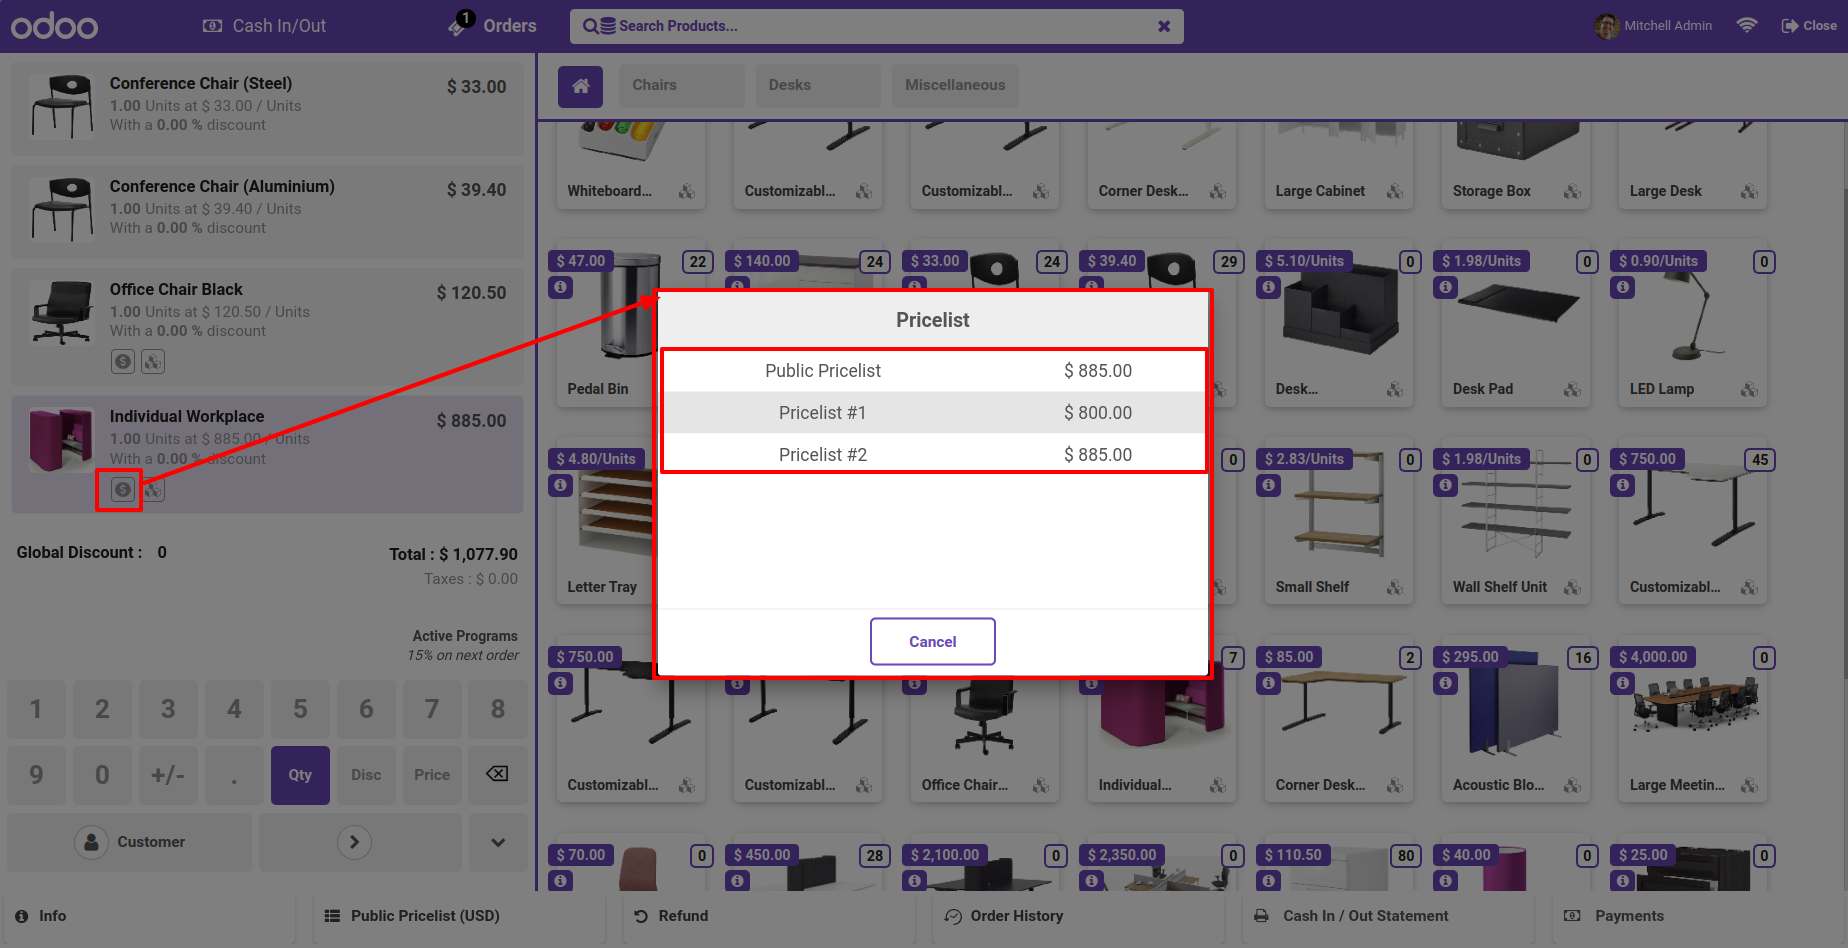 odoo
Cash In/Out
1
Orders
Search Products...
Mitchell Admin
Close
Conference Chair (Steel)
$ 33.00
1.00 Units at $ 33.00 / Units
With a 0.00 % discount
Conference Chair (Aluminium)
$ 39.40
1.00 Units at $ 39.40 / Units
With a 0.00 % discount
Office Chair Black
$ 120.50
1.00 Units at $ 120.50 / Units
With a 0.00 % discount
Individual Workplace
$ 885.00
1.00 Units at $ 885.00 / Units
With a 0.00 % discount
Global Discount : 0
Total : $ 1,077.90
Taxes : $ 0.00
Active Programs
15% on next order
1 2 3 4 5 6 7 8
9 0 +/- . Qty Disc Price
Customer
Chairs
Desks
Miscellaneous
Whiteboard...
Customizabl...
Customizabl...
Corner Desk...
Large Cabinet
Storage Box
Large Desk
$ 47.00 22
$ 140.00 24
$ 33.00 24
$ 39.40 29
$ 5.10/Units 0
$ 1.98/Units 0
$ 0.90/Units 0
Pedal Bin
Desk...
Desk Pad
LED Lamp
Pricelist
Public Pricelist $ 885.00
Pricelist #1 $ 800.00
Pricelist #2 $ 885.00
Cancel
$ 4.80/Units
0
$ 2.83/Units 0
$ 1.98/Units 0
$ 750.00 45
Letter Tray
Small Shelf
Wall Shelf Unit
Customizabl...
$ 750.00
7
$ 85.00 2
$ 295.00 16
$ 4,000.00 0
Customizabl...
Customizabl...
Office Chair...
Individual...
Corner Desk...
Acoustic Blo...
Large Meetin...
$ 70.00 0
$ 450.00 28
$ 2,100.00 0
$ 2,350.00 0
$ 110.50 80
$ 40.00 0
$ 25.00 0
Info
Public Pricelist (USD)
Refund
Order History
Cash In / Out Statement
Payments